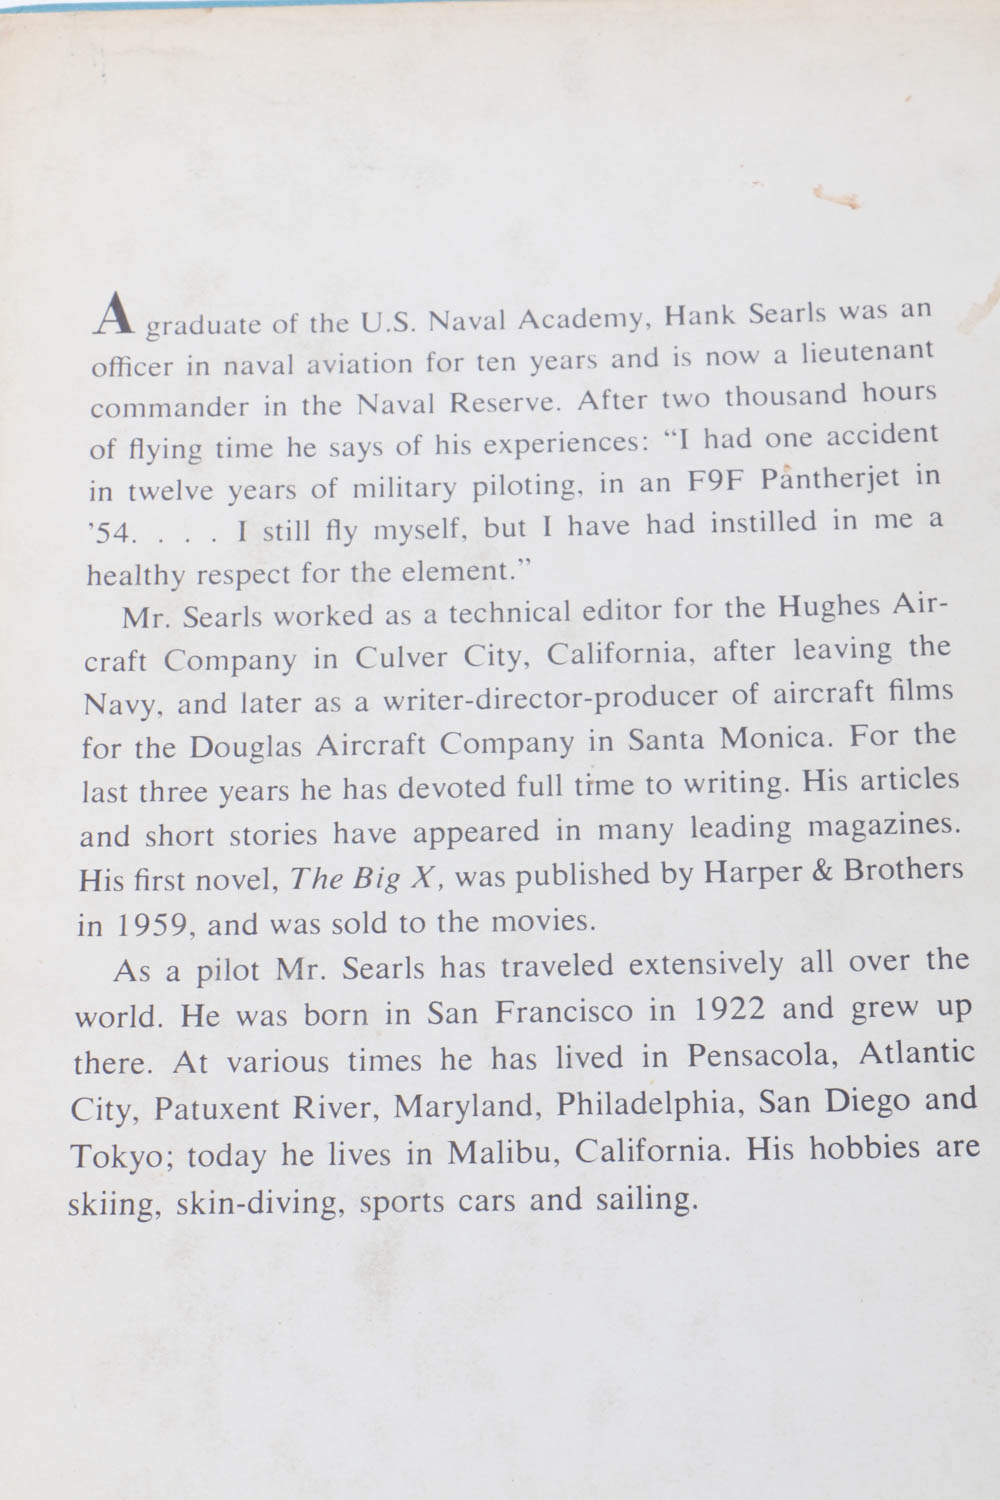 A graduate of the U.S. Naval Academy, Hank Searls was an
officer in naval aviation for ten years and is now a lieutenant
commander in the Naval Reserve. After two thousand hours
of flying time he says of his experiences: “I had one accident
in twelve years of military piloting, in an F9F Pantherjet in
’54. . . . I still fly myself, but I have had instilled in me a
healthy respect for the element.”
Mr. Searls worked as a technical editor for the Hughes Air-
craft Company in Culver City, California, after leaving the
Navy, and later as a writer-director-producer of aircraft films
for the Douglas Aircraft Company in Santa Monica. For the
last three years he has devoted full time to writing. His articles
and short stories have appeared in many leading magazines.
His first novel, The Big X, was published by Harper & Brothers
in 1959, and was sold to the movies.
As a pilot Mr. Searls has traveled extensively all over the
world. He was born in San Francisco in 1922 and grew up
there. At various times he has lived in Pensacola, Atlantic
City, Patuxent River, Maryland, Philadelphia, San Diego and
Tokyo; today he lives in Malibu, California. His hobbies are
skiing, skin-diving, sports cars and sailing.